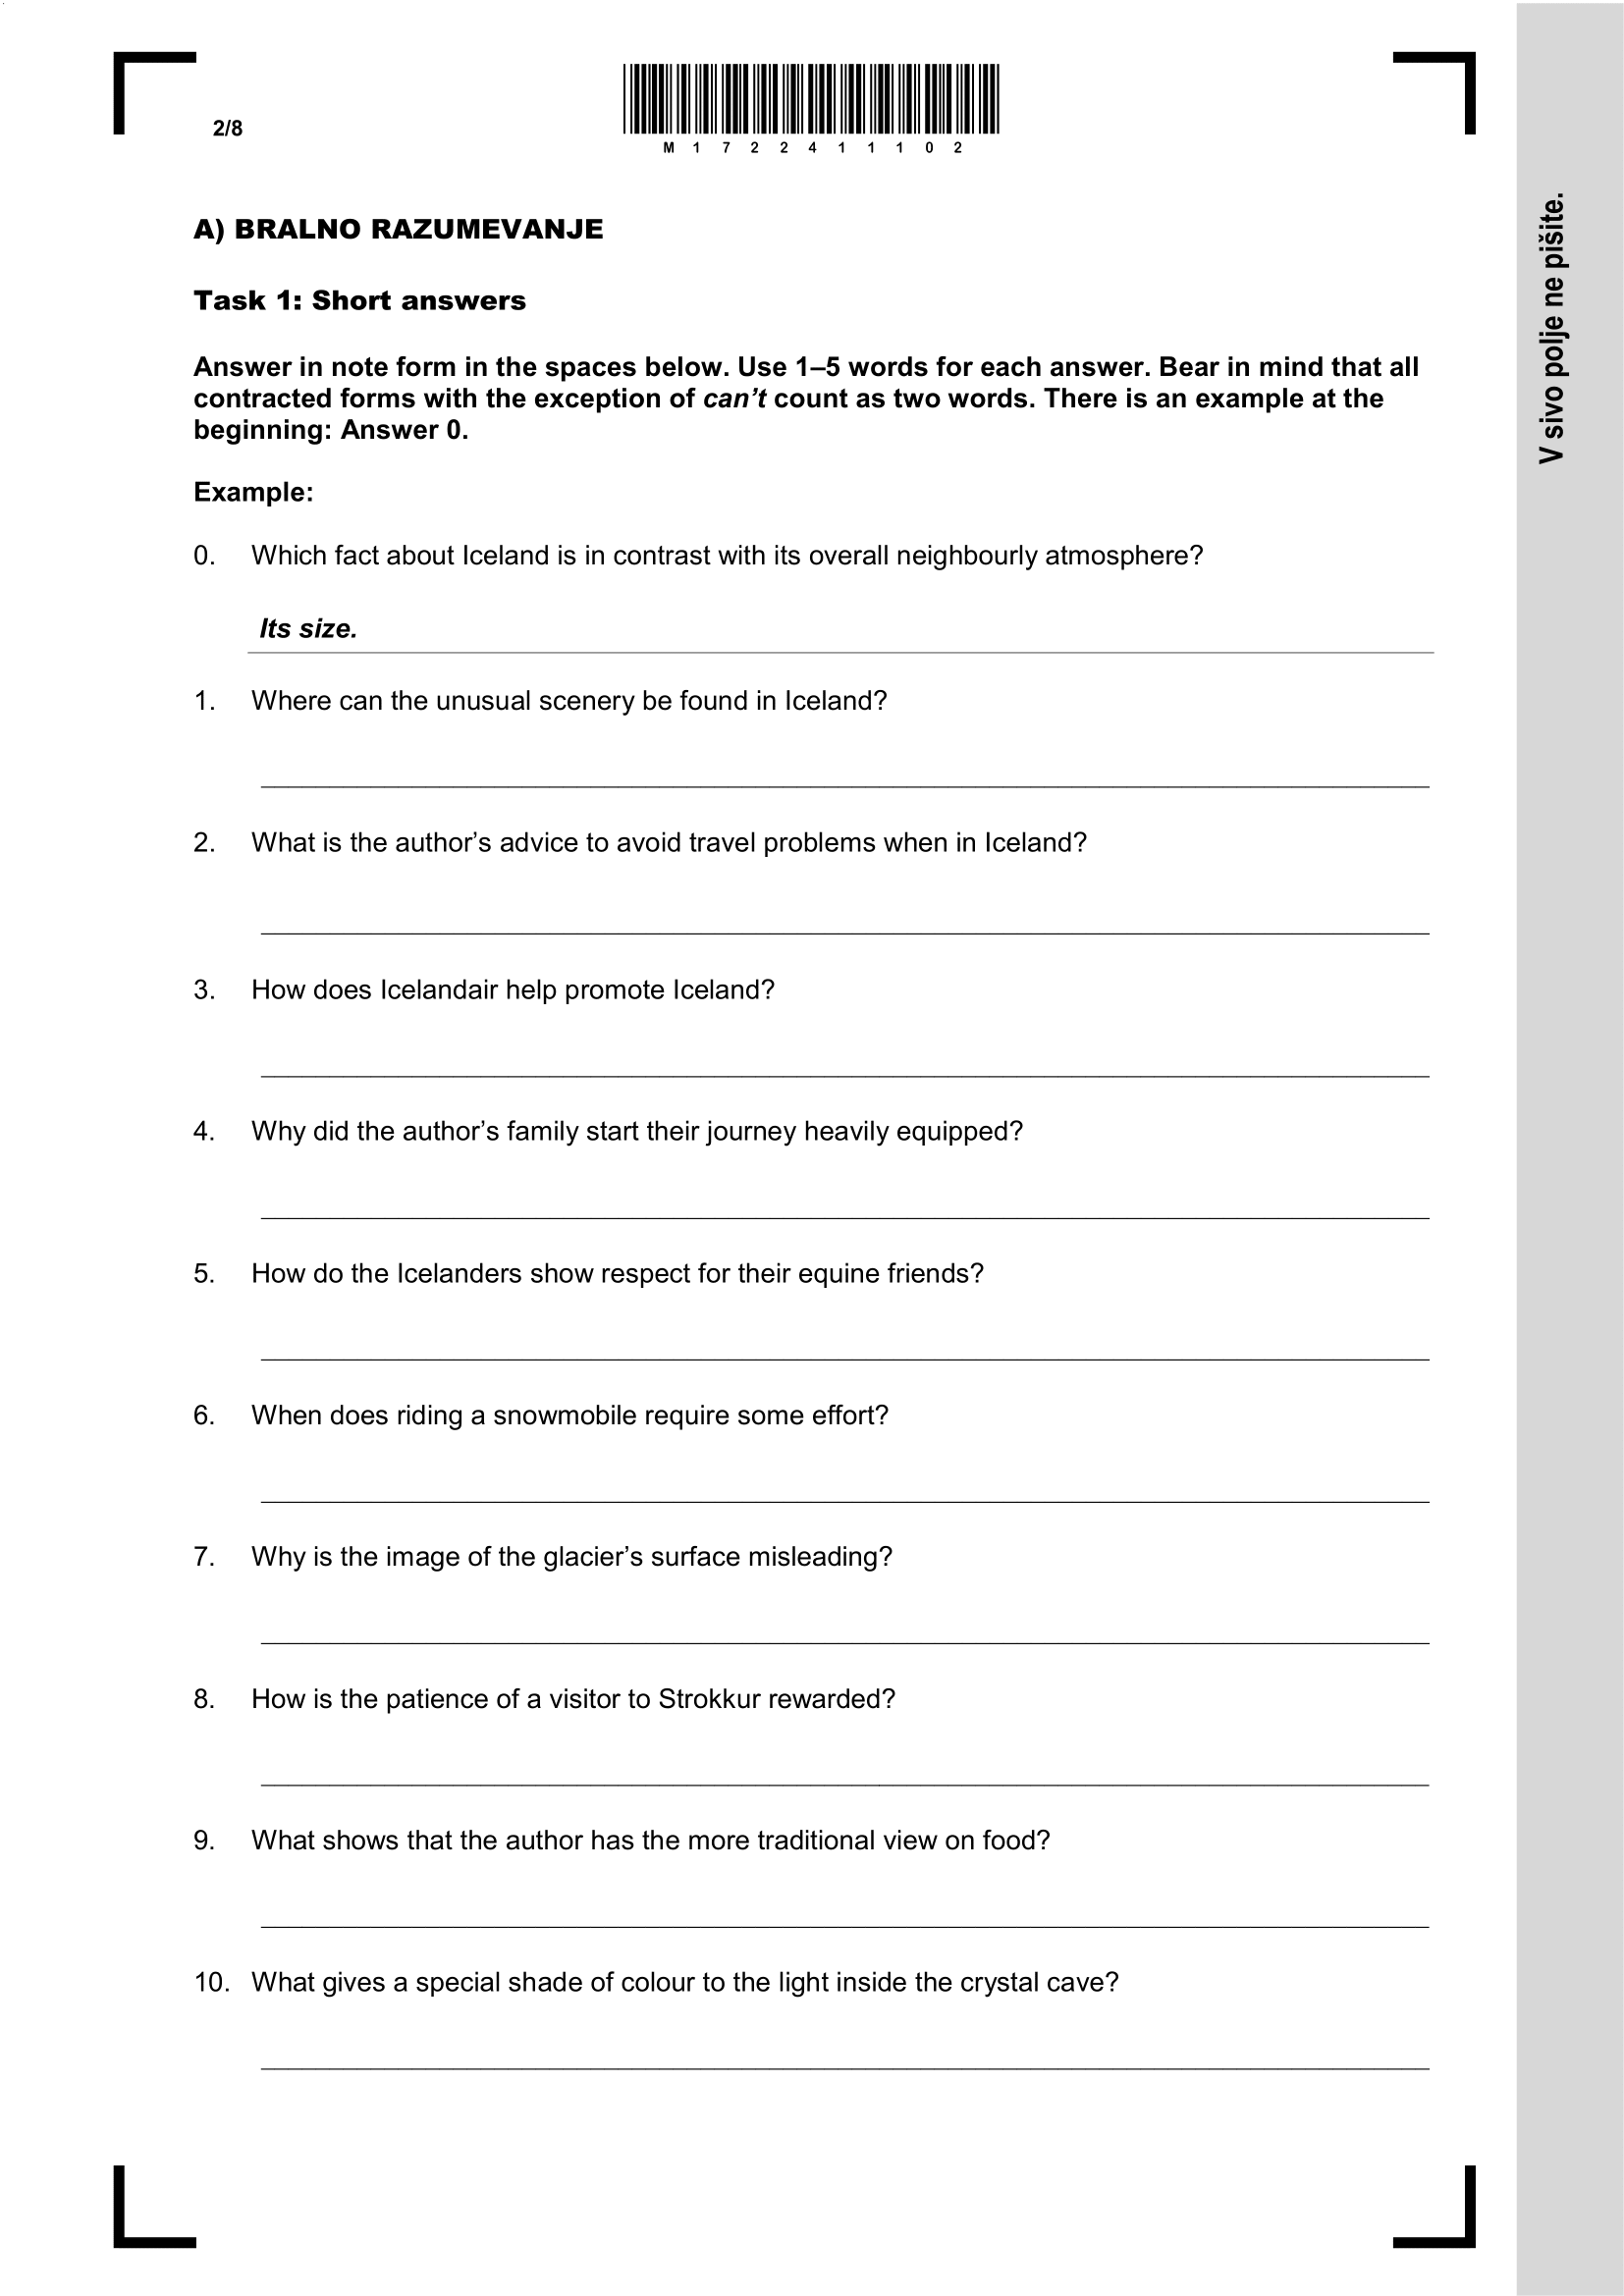 2/8
M 1 7 2 2 4 1 1 1 0 2
V sivo polje ne pišite.
A) BRALNO RAZUMEVANJE
Task 1: Short answers
Answer in note form in the spaces below. Use 1–5 words for each answer. Bear in mind that all
contracted forms with the exception of can’t count as two words. There is an example at the
beginning: Answer 0.
Example:
0. Which fact about Iceland is in contrast with its overall neighbourly atmosphere?
Its size.
1. Where can the unusual scenery be found in Iceland?
2. What is the author’s advice to avoid travel problems when in Iceland?
3. How does Icelandair help promote Iceland?
4. Why did the author’s family start their journey heavily equipped?
5. How do the Icelanders show respect for their equine friends?
6. When does riding a snowmobile require some effort?
7. Why is the image of the glacier’s surface misleading?
8. How is the patience of a visitor to Strokkur rewarded?
9. What shows that the author has the more traditional view on food?
10. What gives a special shade of colour to the light inside the crystal cave?